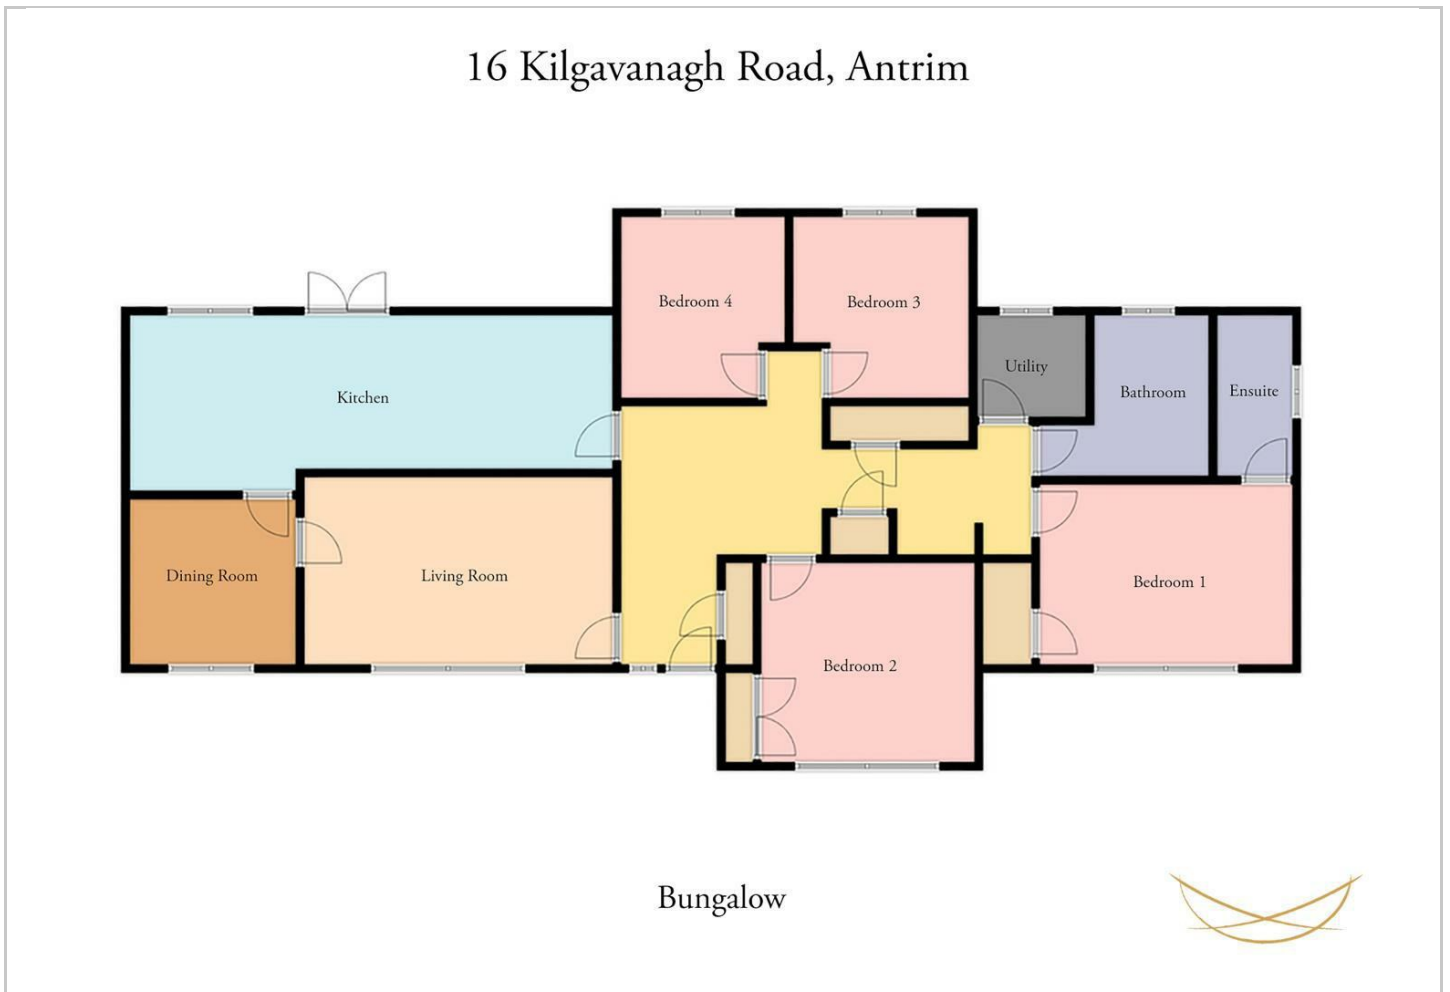 16 Kilgavanagh Road, Antrim
Bedroom 4
Bedroom 3
Utility
Kitchen
Bathroom
Ensuite
Dining Room
Living Room
Bedroom 1
Bedroom 2
Bungalow